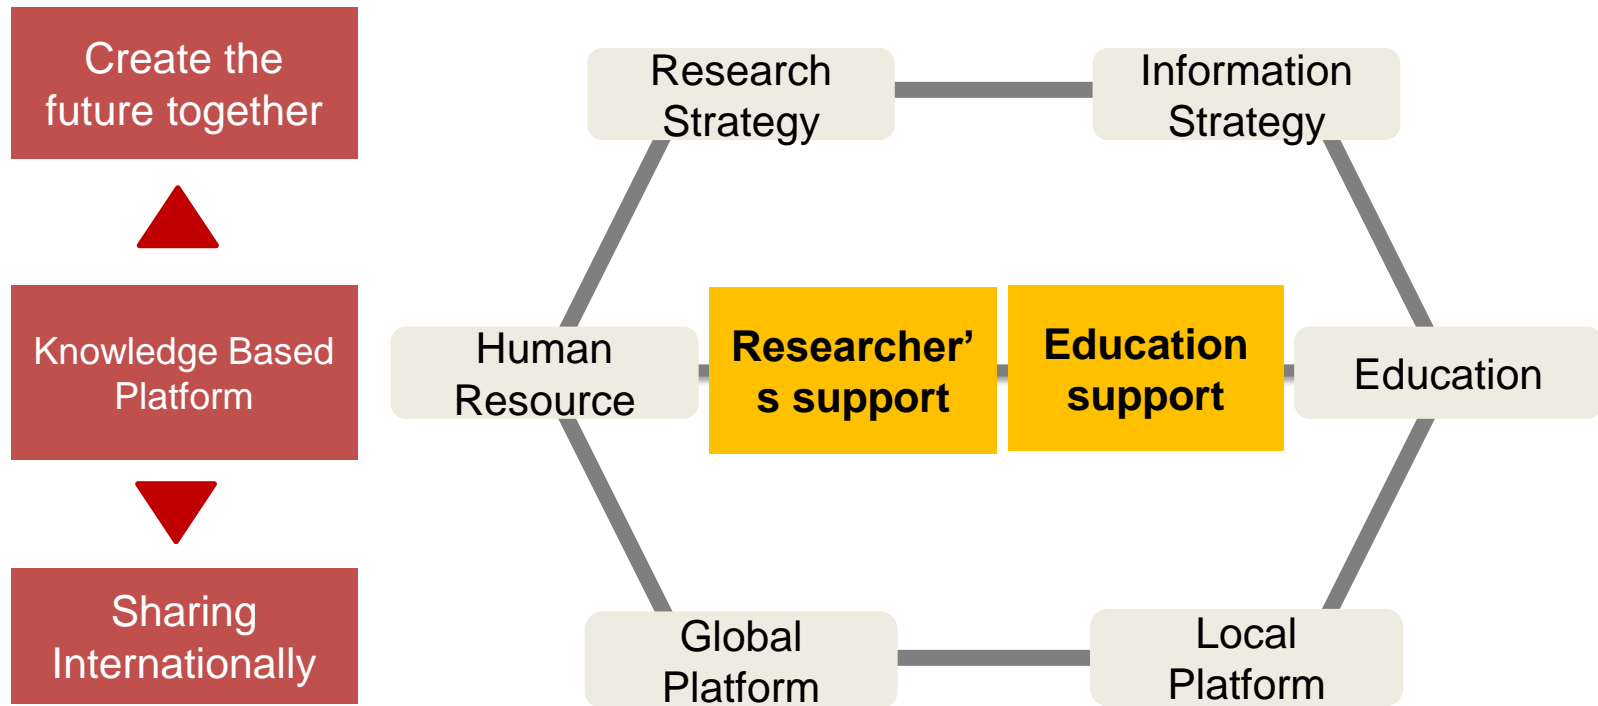 Create the
future together
Knowledge Based
Platform
Sharing
Internationally
Research
Strategy
Information
Strategy
Human
Resource
Researcher’
s support
Education
support
Education
Global
Platform
Local
Platform